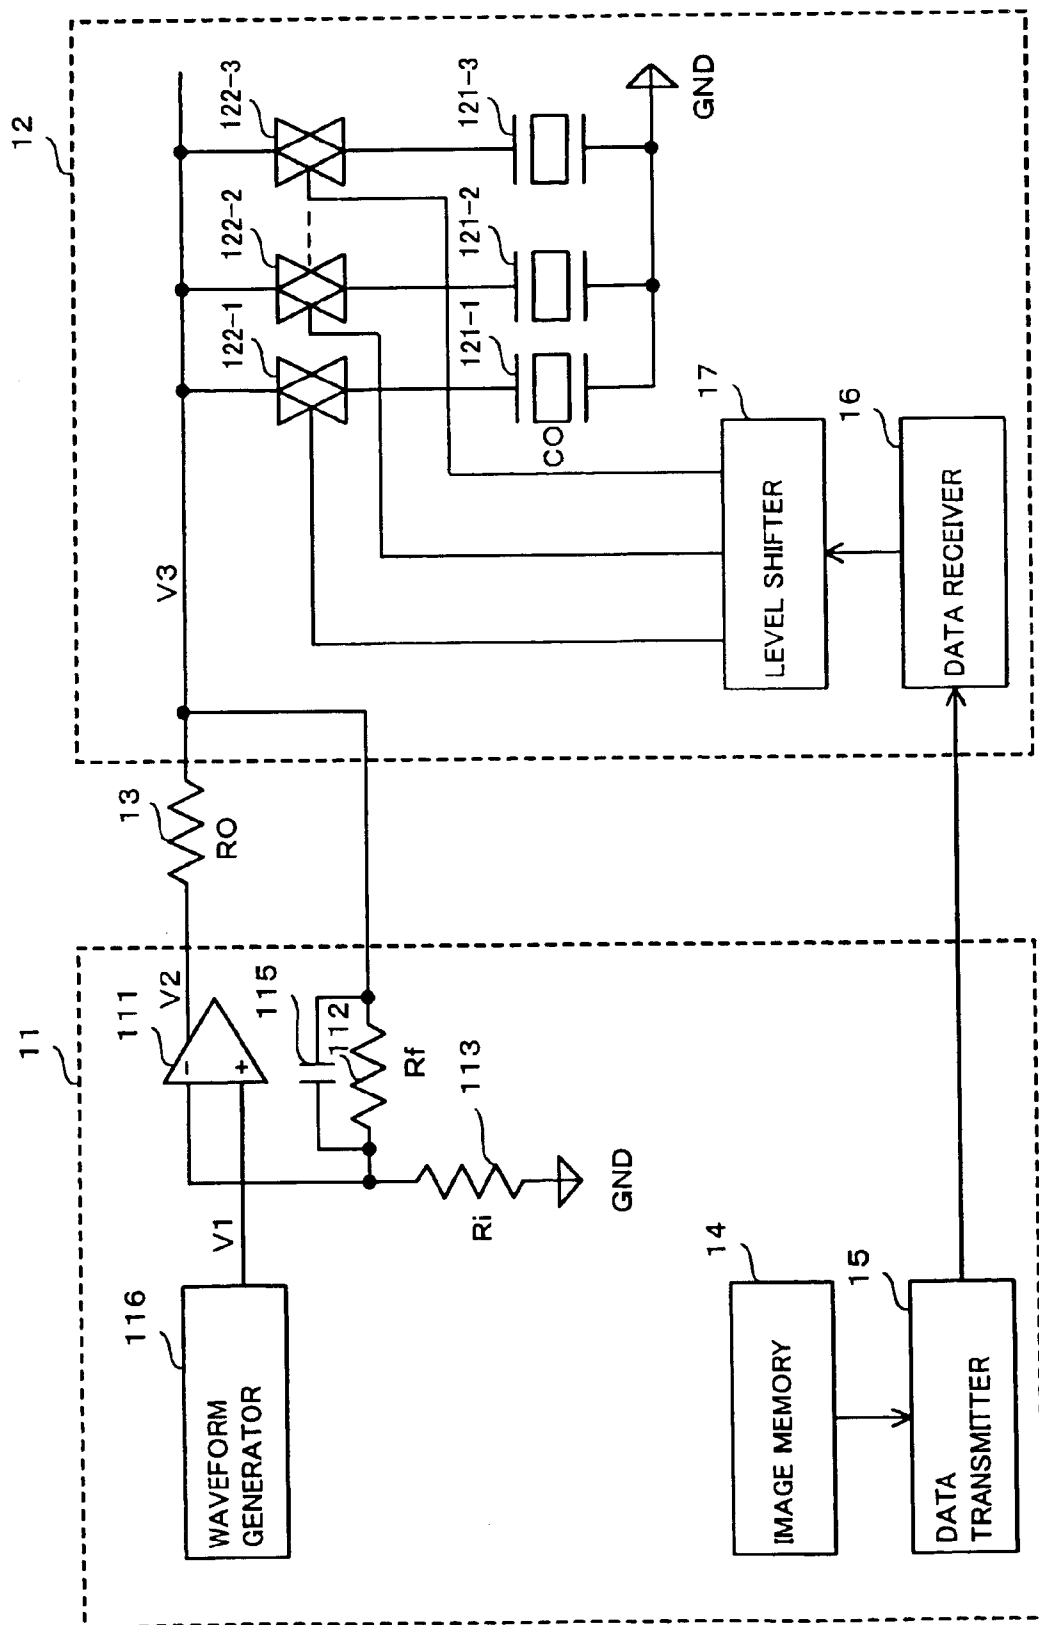 11
116
WAVEFORM
GENERATOR
V1
111
-
+
V2
115
112
Rf
113
Ri
GND
14
IMAGE MEMORY
15
DATA
TRANSMITTER
13
RO
12
V3
122-1
122-2
122-3
121-1
121-2
121-3
CO
GND
17
LEVEL SHIFTER
16
DATA RECEIVER